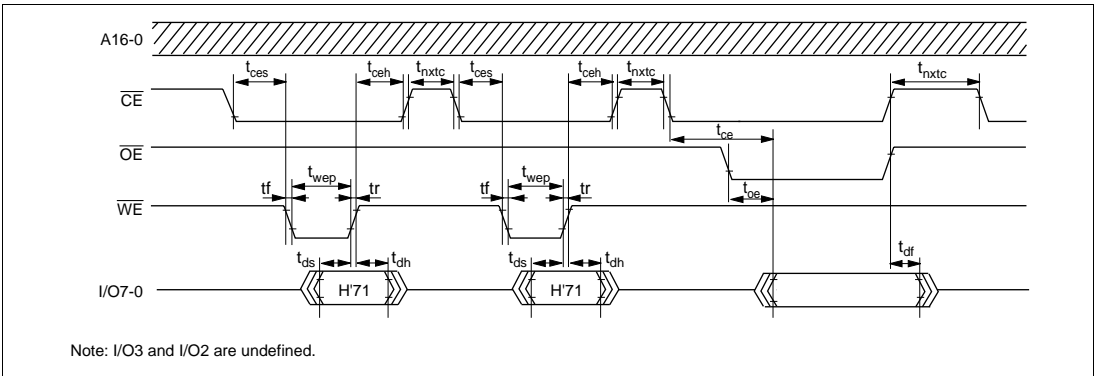 A16-0
tces tceh tnxtc tces tceh tnxtc tnxtc
CE
tce
OE
twep twep
tf tr tf tr toe
WE
tds tdh tds tdh tdf
I/O7-0 H'71 H'71
Note: I/O3 and I/O2 are undefined.